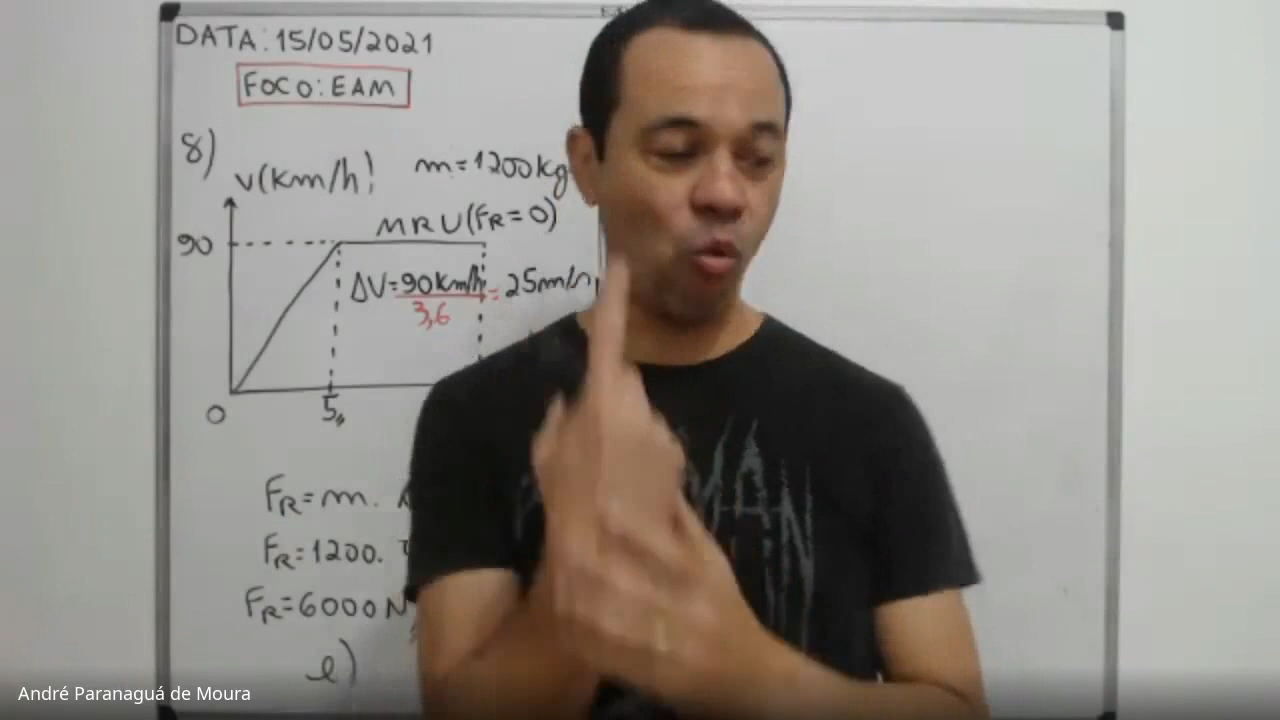 DATA: 15/05/2021
FOCO: EAM
8)
V(Km/h)
m=1200kg
MRU(FR=0)
90
ΔV=90km/h = 25m/s
3,6
0
5
FR=m.
FR=1200.
FR=6000N
e)
André Paranaguá de Moura